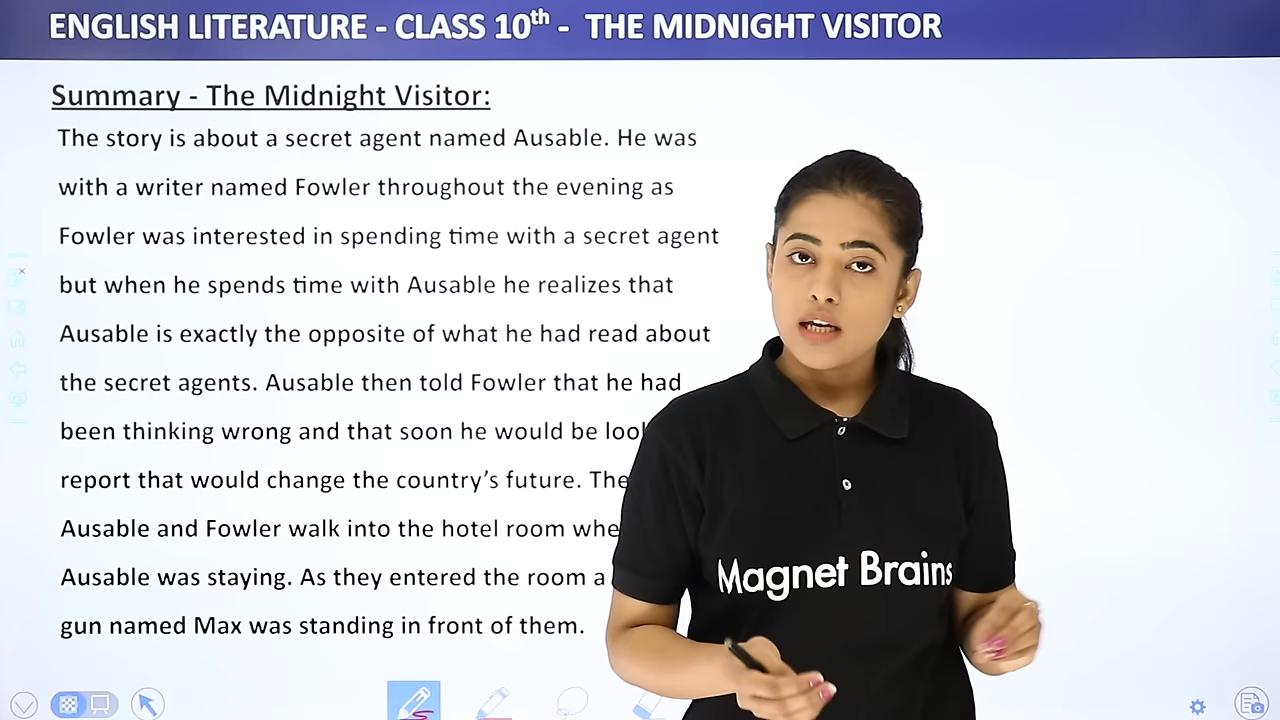 ENGLISH LITERATURE - CLASS 10th - THE MIDNIGHT VISITOR
Summary - The Midnight Visitor:
The story is about a secret agent named Ausable. He was
with a writer named Fowler throughout the evening as
Fowler was interested in spending time with a secret agent
but when he spends time with Ausable he realizes that
Ausable is exactly the opposite of what he had read about
the secret agents. Ausable then told Fowler that he had
been thinking wrong and that soon he would be
report that would change the country's future.
Ausable and Fowler walk into the hotel room
Ausable was staying. As they entered the room a
gun named Max was standing in front of them.
Magnet Brains